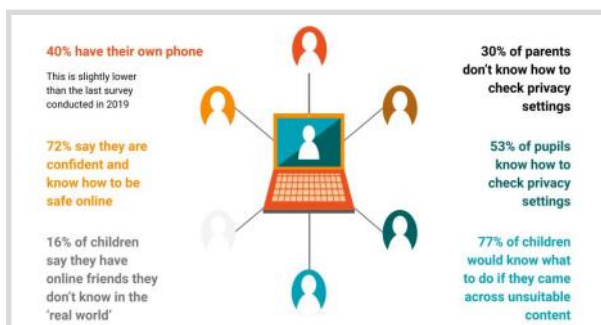 40% have their own phone
This is slightly lower
than the last survey
conducted in 2019
72% say they are
confident and
know how to be
safe online
16% of children
say they have
online friends they
don't know in the
'real world'
30% of parents
don't know how to
check privacy
settings
53% of pupils
know how to
check privacy
settings
77% of children
would know what
to do if they came
across unsuitable
content